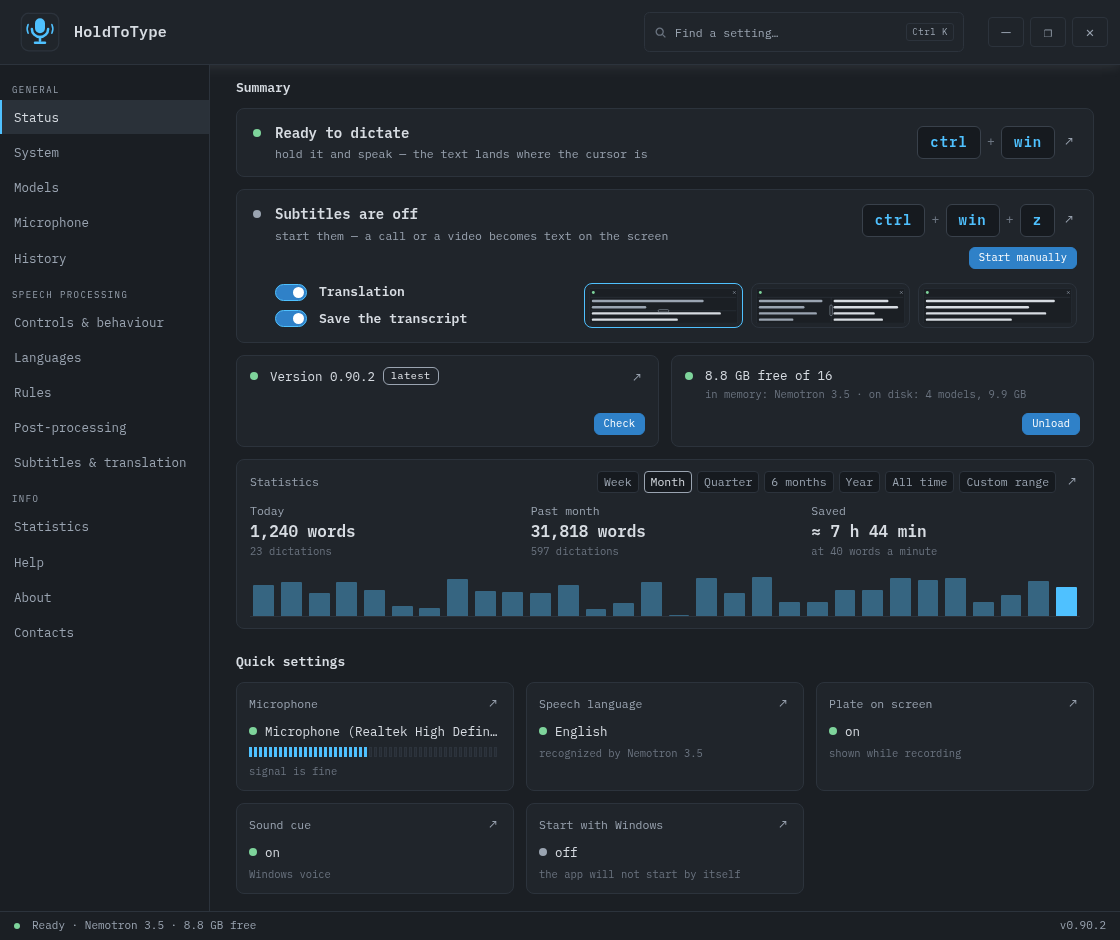 HoldToType
Find a setting… Ctrl K
GENERAL
Status
System
Models
Microphone
History
SPEECH PROCESSING
Controls & behaviour
Languages
Rules
Post-processing
Subtitles & translation
INFO
Statistics
Help
About
Contacts
Summary
Ready to dictate
hold it and speak — the text lands where the cursor is
ctrl + win ↗
Subtitles are off
start them — a call or a video becomes text on the screen
ctrl + win + z ↗
Start manually
Translation
Save the transcript
Version 0.90.2 latest ↗
Check
8.8 GB free of 16
in memory: Nemotron 3.5 · on disk: 4 models, 9.9 GB
Unload
Statistics Week Month Quarter 6 months Year All time Custom range ↗
Today Past month Saved
1,240 words 31,818 words ≈ 7 h 44 min
23 dictations 597 dictations at 40 words a minute
Quick settings
Microphone ↗
Microphone (Realtek High Defin…
signal is fine
Speech language ↗
English
recognized by Nemotron 3.5
Plate on screen ↗
on
shown while recording
Sound cue ↗
on
Windows voice
Start with Windows ↗
off
the app will not start by itself
Ready · Nemotron 3.5 · 8.8 GB free v0.90.2